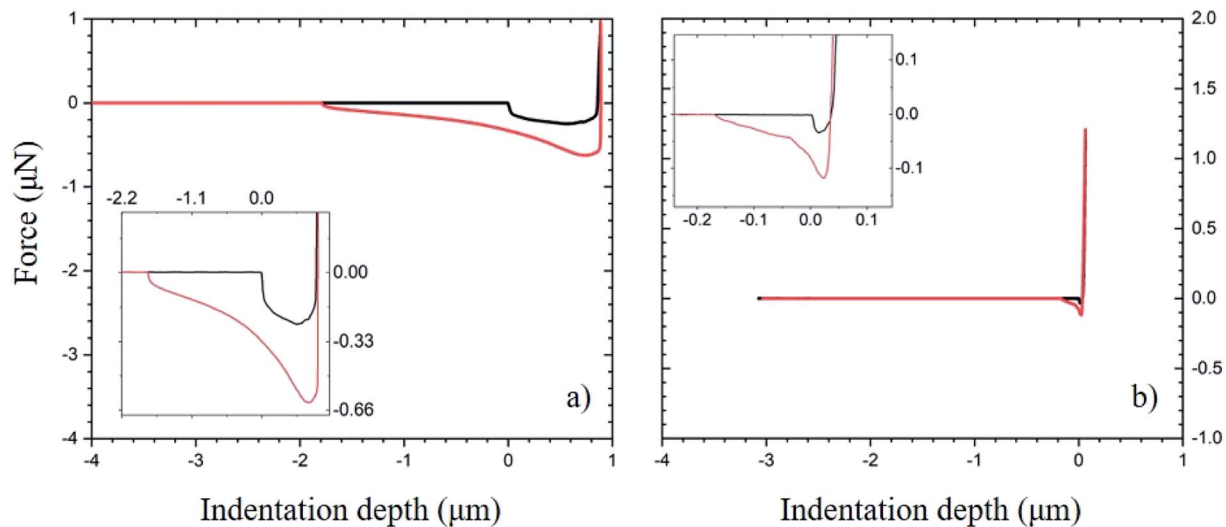 1
0
-1
-2
-3
-4
-4 -3 -2 -1 0 1
Force (μN)
Indentation depth (μm)
-2.2 -1.1 0.0
0.00
-0.33
-0.66
a)
2.0
1.5
1.0
0.5
0.0
-0.5
-1.0
-4 -3 -2 -1 0 1
Indentation depth (μm)
0.1
0.0
-0.1
-0.2 -0.1 0.0 0.1
b)